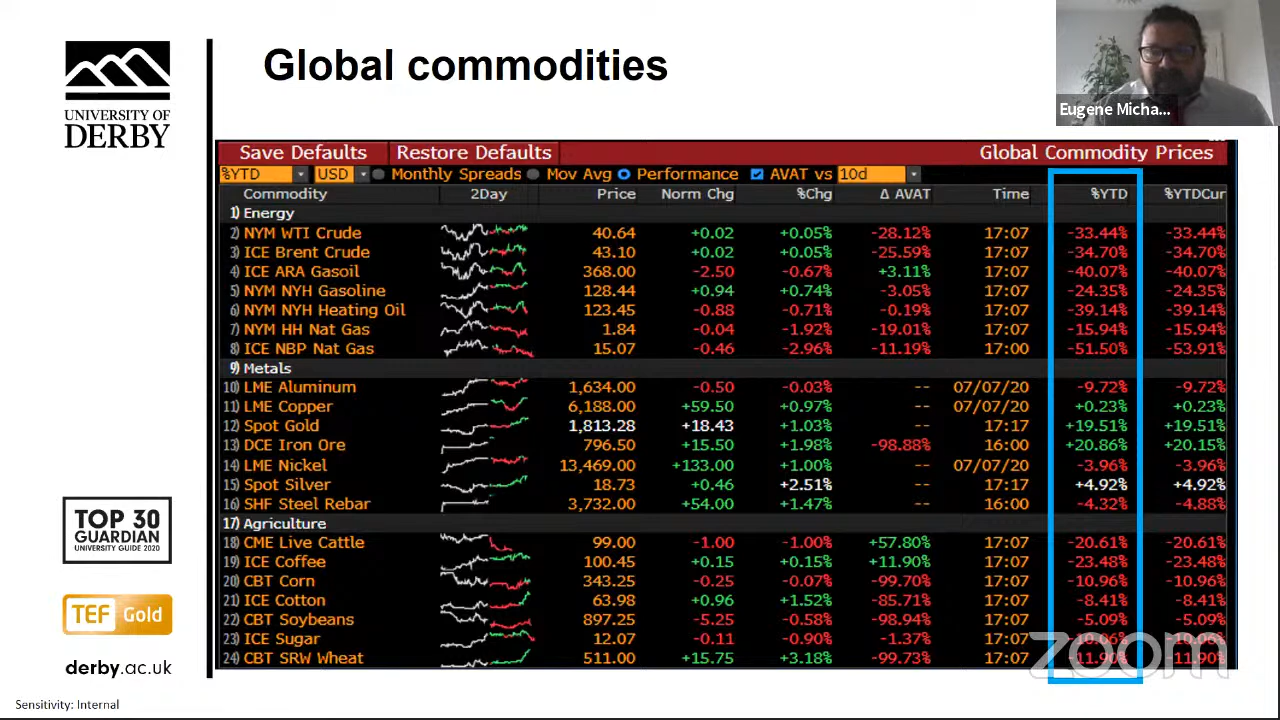 Global commodities
UNIVERSITY OF
DERBY
Eugene Micha...
Save Defaults Restore Defaults Global Commodity Prices
%YTD USD Monthly Spreads Mov Avg Performance AVAT vs 10d
Commodity 2Day Price Norm Chg %Chg Δ AVAT Time %YTD %YTDCur
1) Energy
2) NYM WTI Crude 40.64 +0.02 +0.05% -28.12% 17:07 -33.44% -33.44%
3) ICE Brent Crude 43.10 +0.02 +0.05% -25.59% 17:07 -34.70% -34.70%
4) ICE ARA Gasoil 368.00 -2.50 -0.67% +3.11% 17:07 -40.07% -40.07%
5) NYM NYH Gasoline 128.44 +0.94 +0.74% -3.05% 17:07 -24.35% -24.35%
6) NYM NYH Heating Oil 123.45 -0.88 -0.71% -0.19% 17:07 -39.14% -39.14%
7) NYM HH Nat Gas 1.84 -0.04 -1.92% -19.01% 17:07 -15.94% -15.94%
8) ICE NBP Nat Gas 15.07 -0.46 -2.96% -11.19% 17:00 -51.50% -53.91%
9) Metals
10) LME Aluminum 1,634.00 -0.50 -0.03% -- 07/07/20 -9.72% -9.72%
11) LME Copper 6,188.00 +59.50 +0.97% -- 07/07/20 +0.23% +0.23%
12) Spot Gold 1,813.28 +18.43 +1.03% -- 17:17 +19.51% +19.51%
13) DCE Iron Ore 796.50 +15.50 +1.98% -98.88% 16:00 +20.86% +20.15%
14) LME Nickel 13,469.00 +133.00 +1.00% -- 07/07/20 -3.96% -3.96%
15) Spot Silver 18.73 +0.46 +2.51% -- 17:17 +4.92% +4.92%
16) SHF Steel Rebar 3,732.00 +54.00 +1.47% 16:00 -4.32% -4.88%
17) Agriculture
18) CME Live Cattle 99.00 -1.00 -1.00% +57.80% 17:07 -20.61% -20.61%
19) ICE Coffee 100.45 +0.15 +0.15% +11.90% 17:07 -23.48% -23.48%
20) CBT Corn 343.25 -0.25 -0.07% -99.70% 17:07 -10.96% -10.96%
21) ICE Cotton 63.98 +0.96 +1.52% -85.71% 17:07 -8.41% -8.41%
22) CBT Soybeans 897.25 -5.25 -0.58% -98.94% 17:07 -5.09% -5.09%
23) ICE Sugar 12.07 -0.11 -0.90% -1.37% 17:07
24) CBT SRW Wheat 511.00 +15.75 +3.18% -99.73% 17:07 -11.90% -11.90%
zoom
TOP 30
GUARDIAN
UNIVERSITY GUIDE 2020
TEF Gold
derby.ac.uk
Sensitivity: Internal